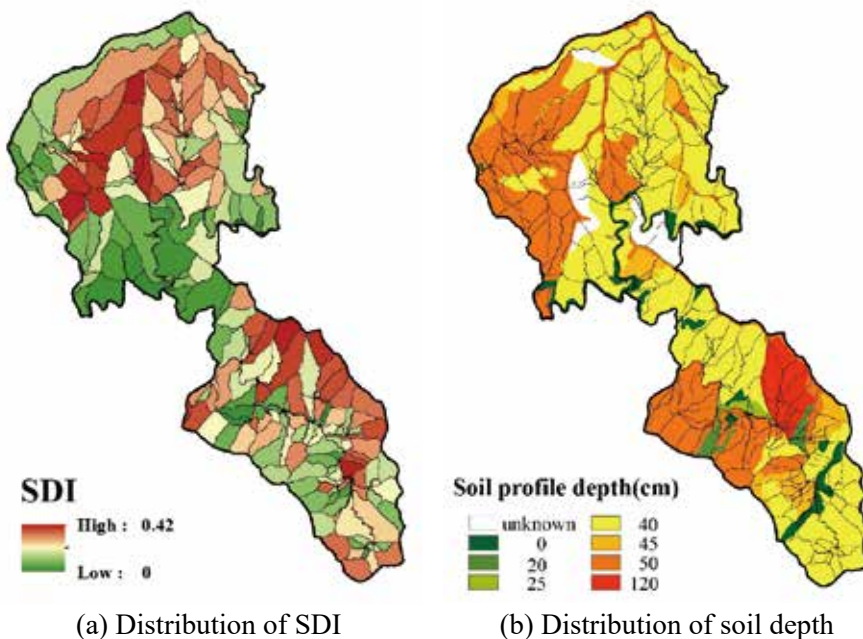 SDI
High : 0.42
Low : 0
Soil profile depth(cm)
unknown 40
0 45
20 50
25 120
(a) Distribution of SDI (b) Distribution of soil depth